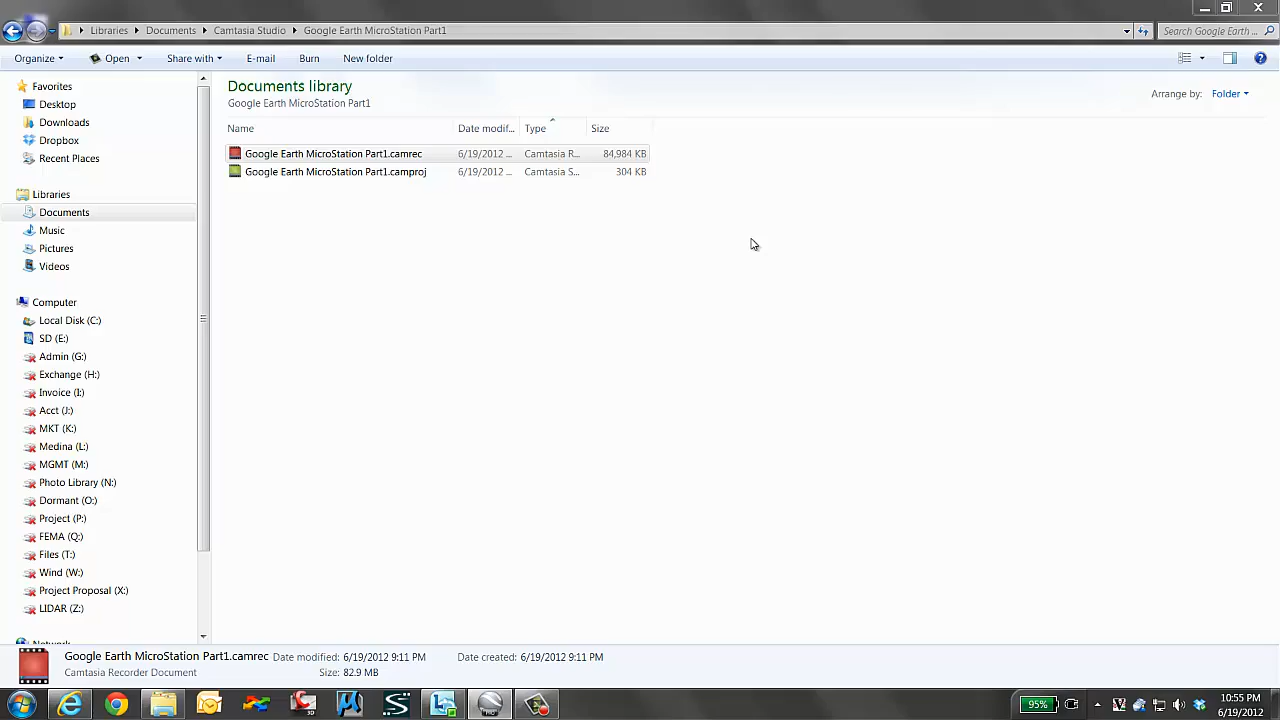 Libraries Documents Camtasia Studio Google Earth MicroStation Part1
Search Google Earth ...
Organize Open Share with E-mail Burn New folder
Favorites
Desktop
Downloads
Dropbox
Recent Places
Libraries
Documents
Music
Pictures
Videos
Computer
Local Disk (C:)
SD (E:)
Admin (G:)
Exchange (H:)
Invoice (I:)
Acct (J:)
MKT (K:)
Medina (L:)
MGMT (M:)
Photo Library (N:)
Dormant (O:)
Project (P:)
FEMA (Q:)
Files (T:)
Wind (W:)
Project Proposal (X:)
LIDAR (Z:)
Network
Documents library
Google Earth MicroStation Part1
Arrange by: Folder
Name Date modif... Type Size
Google Earth MicroStation Part1.camrec 6/19/2012 ... Camtasia R... 84,984 KB
Google Earth MicroStation Part1.camproj 6/19/2012 ... Camtasia S... 304 KB
Google Earth MicroStation Part1.camrec Date modified: 6/19/2012 9:11 PM Date created: 6/19/2012 9:11 PM
Camtasia Recorder Document Size: 82.9 MB
95%
10:55 PM
6/19/2012